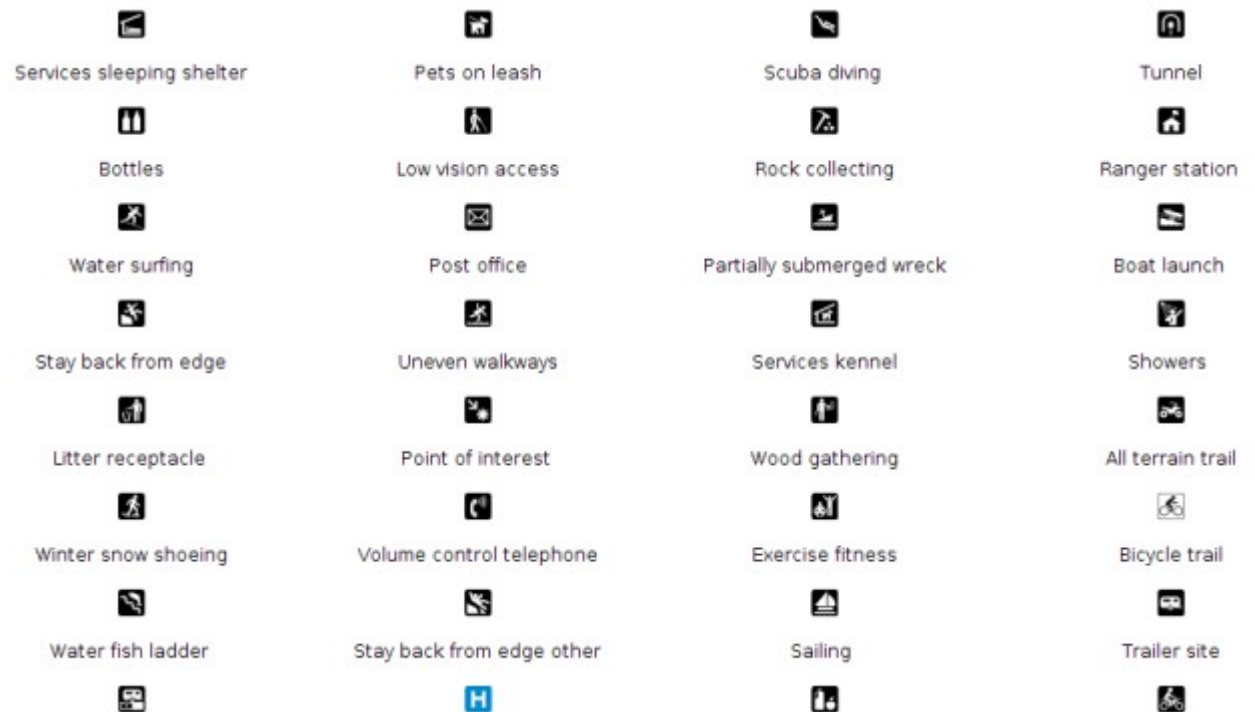 Services sleeping shelter Pets on leash Scuba diving Tunnel
Bottles Low vision access Rock collecting Ranger station
Water surfing Post office Partially submerged wreck Boat launch
Stay back from edge Uneven walkways Services kennel Showers
Litter receptacle Point of interest Wood gathering All terrain trail
Winter snow shoeing Volume control telephone Exercise fitness Bicycle trail
Water fish ladder Stay back from edge other Sailing Trailer site
H